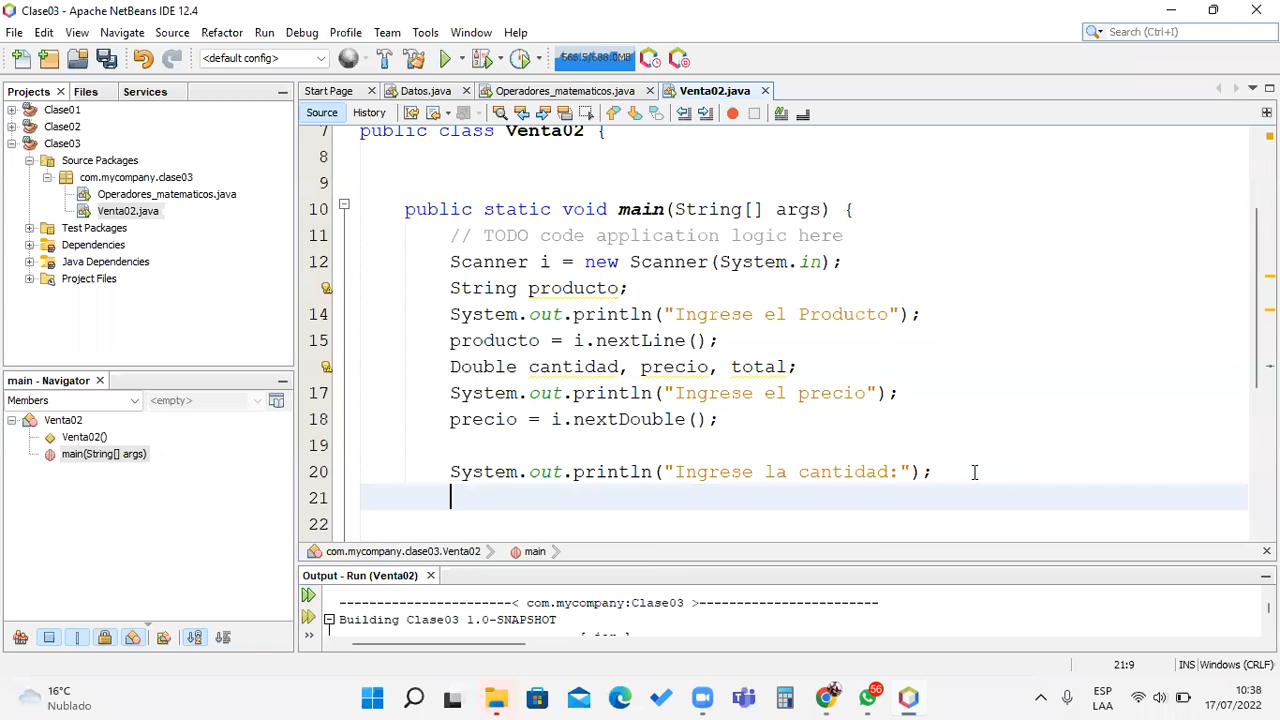 Clase03 - Apache NetBeans IDE 12.4
File Edit View Navigate Source Refactor Run Debug Profile Team Tools Window Help
Search (Ctrl+I)
<default config>
566.5/688.0MB
Projects Files Services
Start Page Datos.java Operadores_matematicos.java Venta02.java
Clase01
Clase02
Clase03
Source Packages
com.mycompany.clase03
Operadores_matematicos.java
Venta02.java
Test Packages
Dependencies
Java Dependencies
Project Files
main - Navigator
Members <empty>
Venta02
Venta02()
main(String[] args)
Source History
7 public class Venta02 {
8
9
10 public static void main(String[] args) {
11 // TODO code application logic here
12 Scanner i = new Scanner(System.in);
String producto;
14 System.out.println("Ingrese el Producto");
15 producto = i.nextLine();
Double cantidad, precio, total;
17 System.out.println("Ingrese el precio");
18 precio = i.nextDouble();
19
20 System.out.println("Ingrese la cantidad:");
21
22
com.mycompany.clase03.Venta02 main
Output - Run (Venta02)
-----------------------< com.mycompany:Clase03 >------------------------
Building Clase03 1.0-SNAPSHOT
21:9 INS Windows (CRLF)
16°C
Nublado
56
ESP
LAA
10:38
17/07/2022